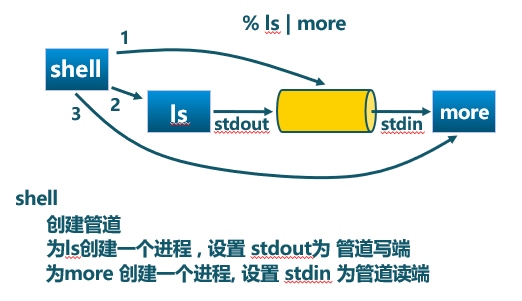 % ls | more
1
shell
2
3
ls
stdout
stdin
more
shell
创建管道
为ls创建一个进程 , 设置 stdout为 管道写端
为more 创建一个进程, 设置 stdin 为管道读端